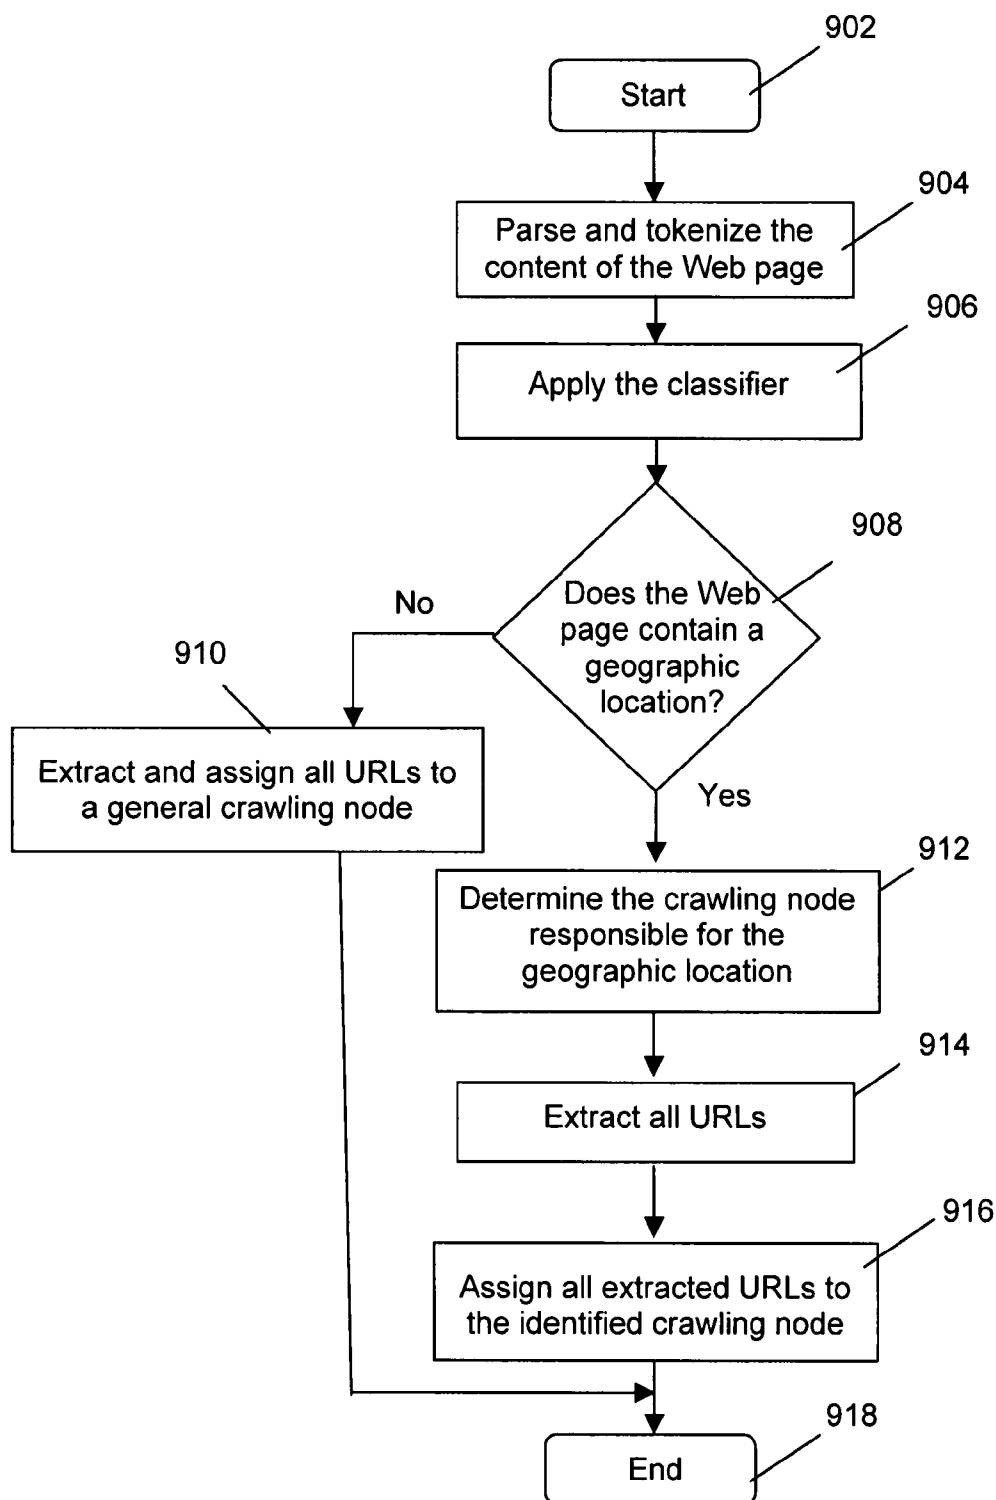 902
Start
904
Parse and tokenize the
content of the Web page
906
Apply the classifier
908
Does the Web
page contain a
geographic
location?
No
910
Extract and assign all URLs to
a general crawling node
Yes
912
Determine the crawling node
responsible for the
geographic location
914
Extract all URLs
916
Assign all extracted URLs to
the identified crawling node
918
End